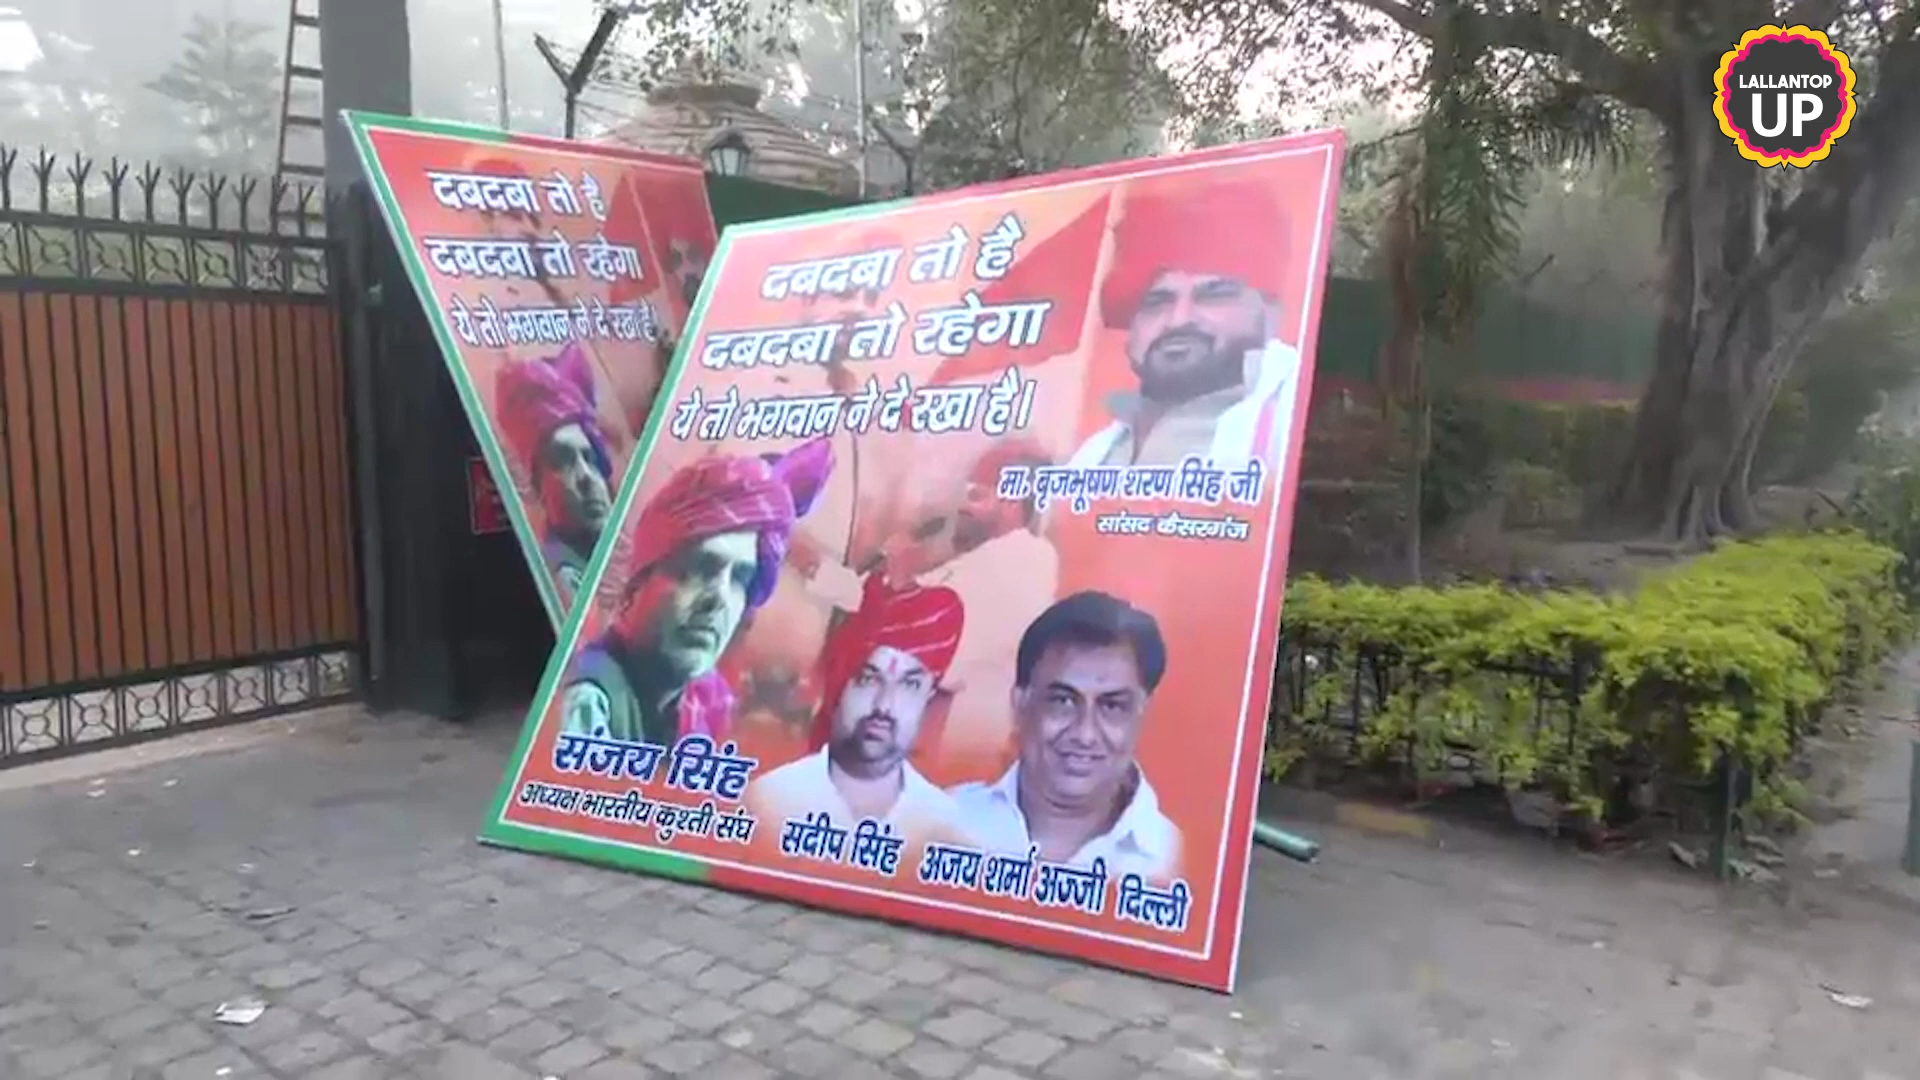 LALLANTOP
UP
दबदबा तो है
दबदबा तो रहेगा
ये तो भगवान ने दे रखा है।
दबदबा तो है
दबदबा तो रहेगा
ये तो भगवान ने दे रखा है।
मा. बृजभूषण शरण सिंह जी
सांसद कैसरगंज
संजय सिंह
अध्यक्ष भारतीय कुश्ती संघ
संदीप सिंह
अजय शर्मा अज्जी दिल्ली